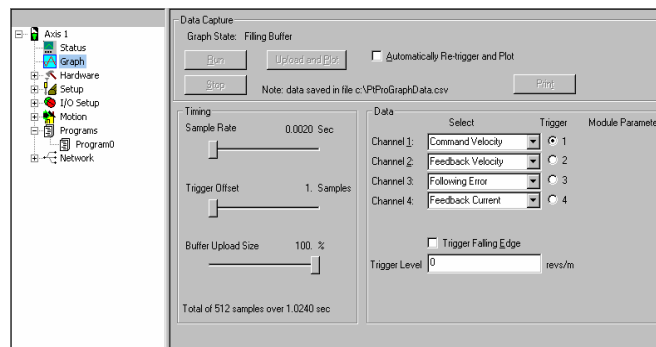 Axis 1
Status
Graph
Hardware
Setup
I/O Setup
Motion
Programs
Program0
Network
Data Capture
Graph State: Filling Buffer
Run
Upload and Plot
Automatically Re-trigger and Plot
Stop
Note: data saved in file c:\PtProGraphData.csv
Print
Timing
Sample Rate 0.0020 Sec
Trigger Offset 1. Samples
Buffer Upload Size 100. %
Total of 512 samples over 1.0240 sec
Data
Select Trigger Module Paramete
Channel 1: Command Velocity 1
Channel 2: Feedback Velocity 2
Channel 3: Following Error 3
Channel 4: Feedback Current 4
Trigger Falling Edge
Trigger Level 0 revs/m